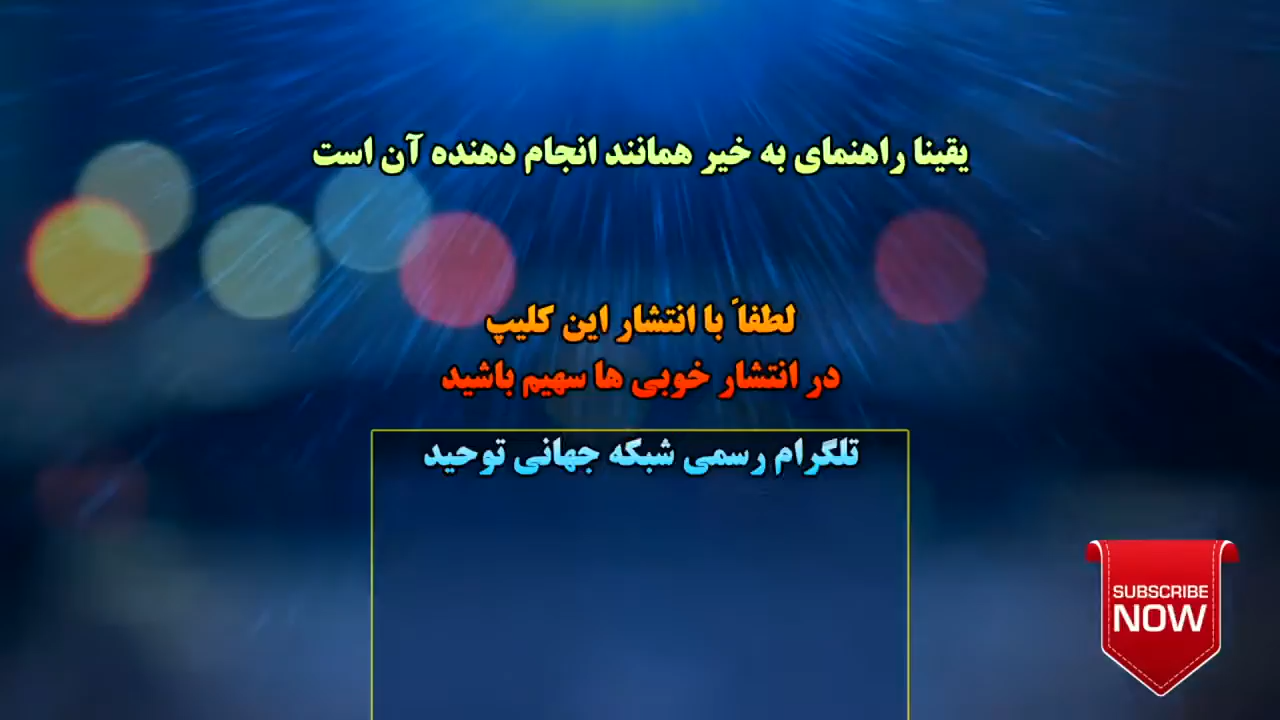 یقینا راهنمای به خیر همانند انجام دهنده آن است
لطفاً با انتشار این کلیپ
در انتشار خوبی ها سهیم باشید
تلگرام رسمی شبکه جهانی توحید
SUBSCRIBE
NOW